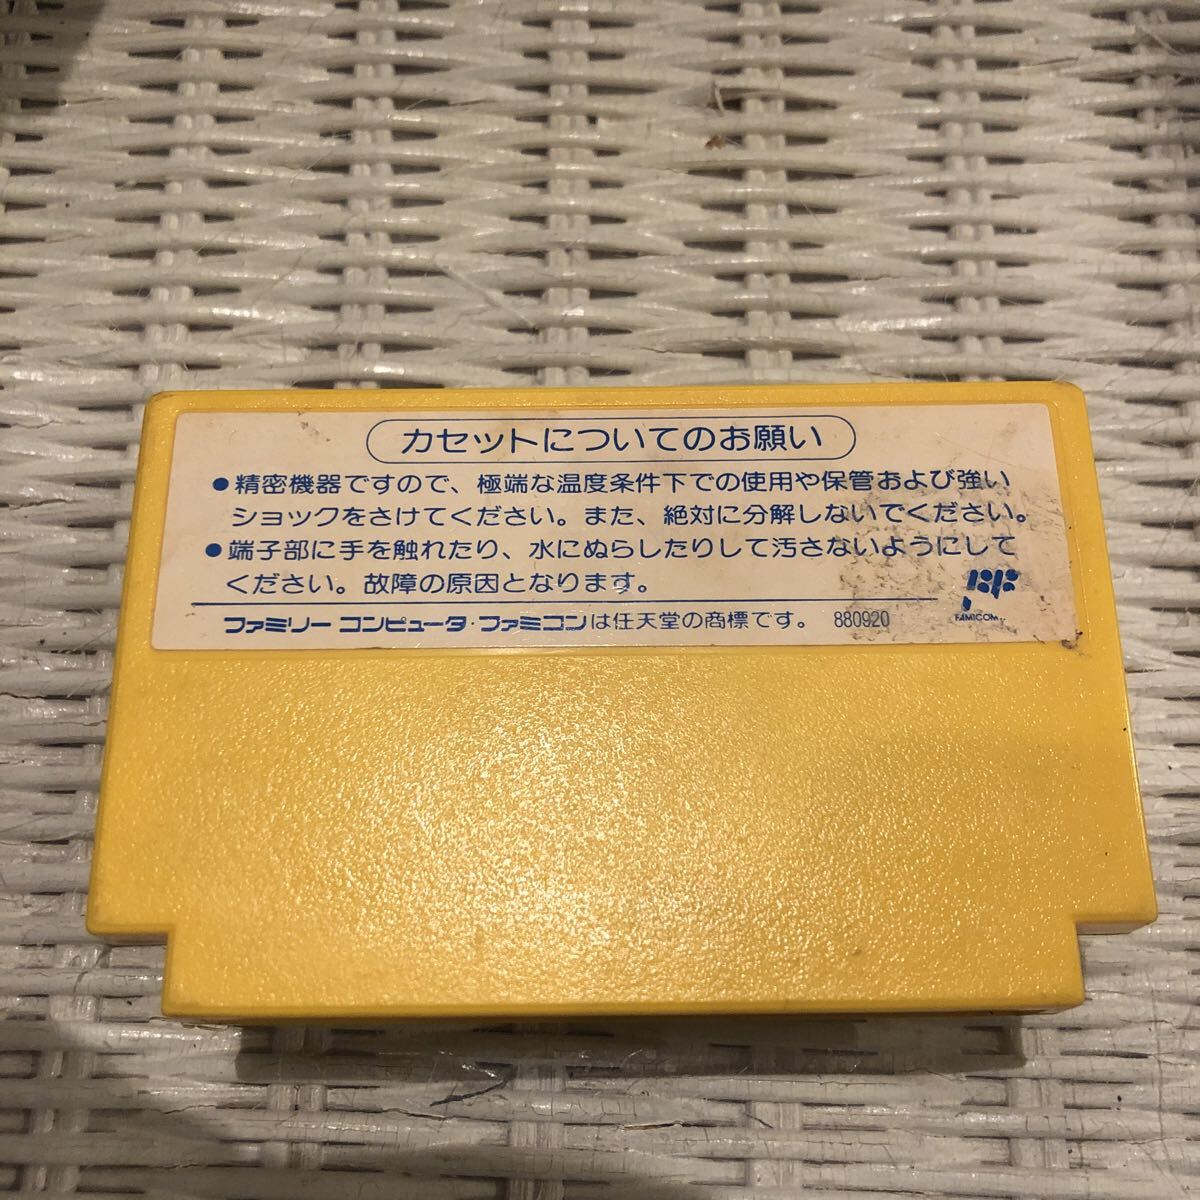 カセットについてのお願い
●精密機器ですので、極端な温度条件下での使用や保管および強い
ショックをさけてください。また、絶対に分解しないでください。
●端子部に手を触れたり、水にぬらしたりして汚さないようにして
ください。故障の原因となります。
ファミリー コンピュータ・ファミコンは任天堂の商標です。 880920
FAMICOM